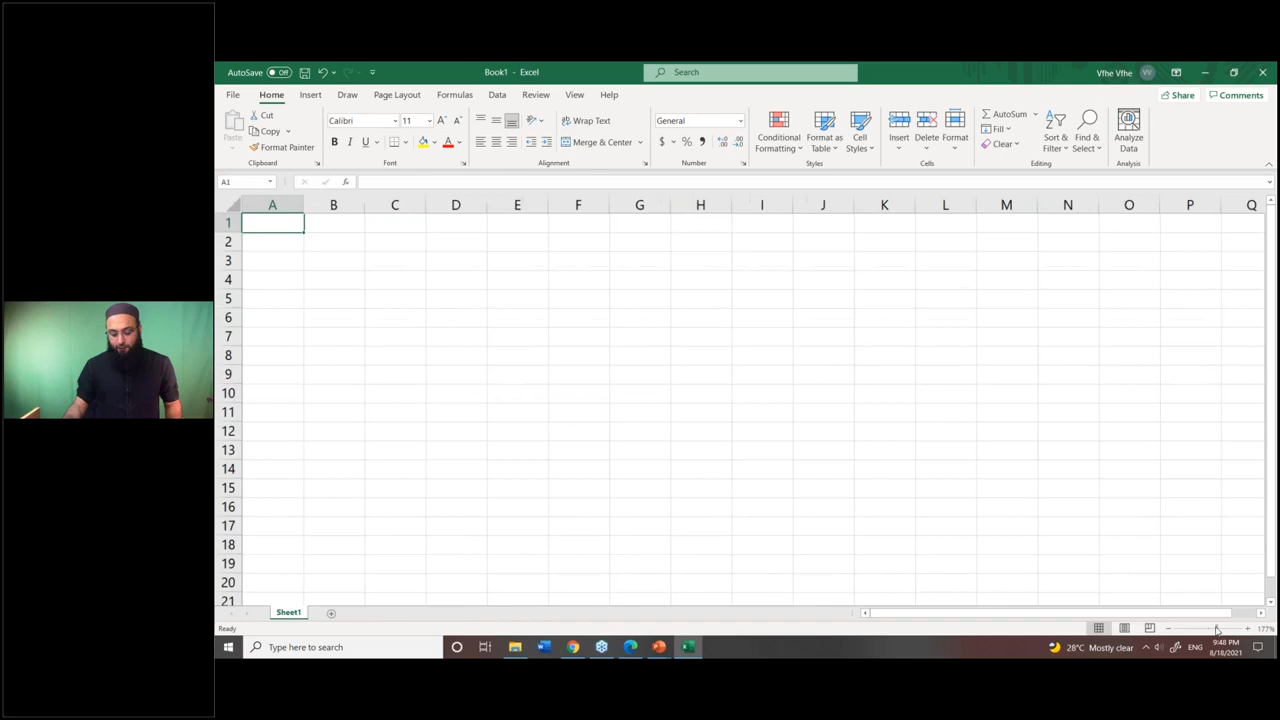 AutoSave Off Book1 - Excel Search Vfhe Vfhe VV
File Home Insert Draw Page Layout Formulas Data Review View Help Share Comments
Paste Cut Copy Format Painter Clipboard
Calibri 11 A A B I U A Font
ab Wrap Text Merge & Center Alignment
General $ % , Number
Conditional Formatting Format as Table Cell Styles Styles
Insert Delete Format Cells
AutoSum Fill Clear Sort & Filter Find & Select Editing
Analyze Data Analysis
A1 fx
A B C D E F G H I J K L M N O P Q
1
2
3
4
5
6
7
8
9
10
11
12
13
14
15
16
17
18
19
20
21
Sheet1
Ready 177%
Type here to search 28°C Mostly clear ENG 9:48 PM
8/18/2021